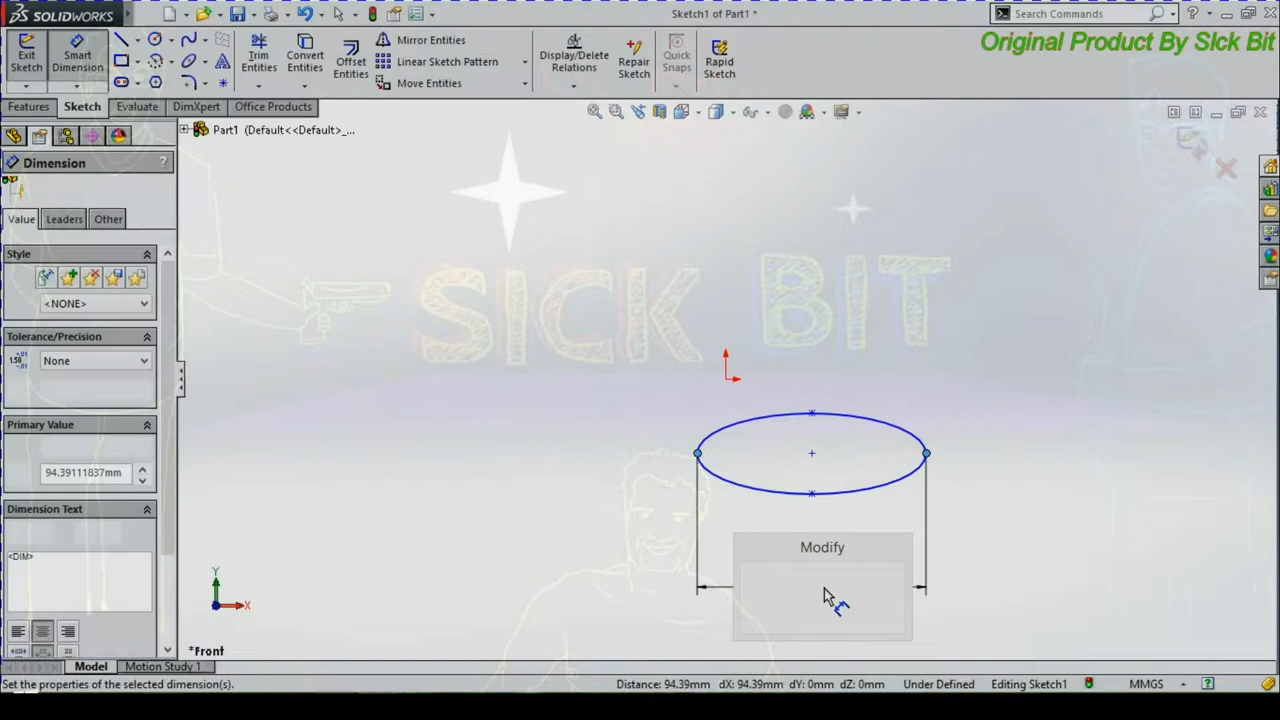 SOLIDWORKS
Sketch1 of Part1 *
Search Commands
Original Product By SIck Bit
Exit Sketch
Smart Dimension
Trim Entities
Convert Entities
Offset Entities
Mirror Entities
Linear Sketch Pattern
Move Entities
Display/Delete Relations
Repair Sketch
Quick Snaps
Rapid Sketch
Features
Sketch
Evaluate
DimXpert
Office Products
Part1 (Default<<Default>_...
Dimension
?
Value
Leaders
Other
Style
<NONE>
Tolerance/Precision
None
Primary Value
94.39111837mm
Dimension Text
<DIM>
SICK BIT
Modify
Y
X
*Front
Model
Motion Study 1
Set the properties of the selected dimension(s).
Distance: 94.39mm dX: 94.39mm dY: 0mm dZ: 0mm
Under Defined
Editing Sketch1
MMGS